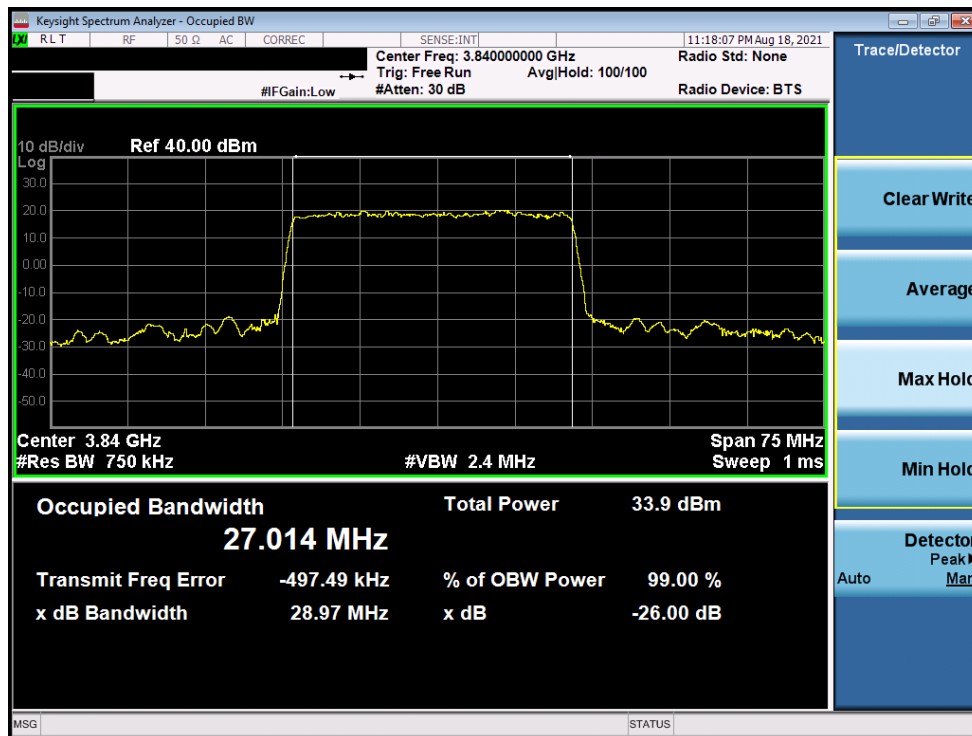 Keysight Spectrum Analyzer - Occupied BW
LXI RLT RF 50 Ω AC CORREC SENSE:INT 11:18:07 PM Aug 18, 2021
Center Freq: 3.840000000 GHz Radio Std: None
Trig: Free Run Avg|Hold: 100/100
#IFGain:Low #Atten: 30 dB Radio Device: BTS
10 dB/div Ref 40.00 dBm
Log
30.0
20.0
10.0
0.00
-10.0
-20.0
-30.0
-40.0
-50.0
Center 3.84 GHz Span 75 MHz
#Res BW 750 kHz #VBW 2.4 MHz Sweep 1 ms
Occupied Bandwidth Total Power 33.9 dBm
27.014 MHz
Transmit Freq Error -497.49 kHz % of OBW Power 99.00 %
x dB Bandwidth 28.97 MHz x dB -26.00 dB
MSG STATUS
Trace/Detector
Clear Write
Average
Max Hold
Min Hold
Detector
Peak
Auto Man